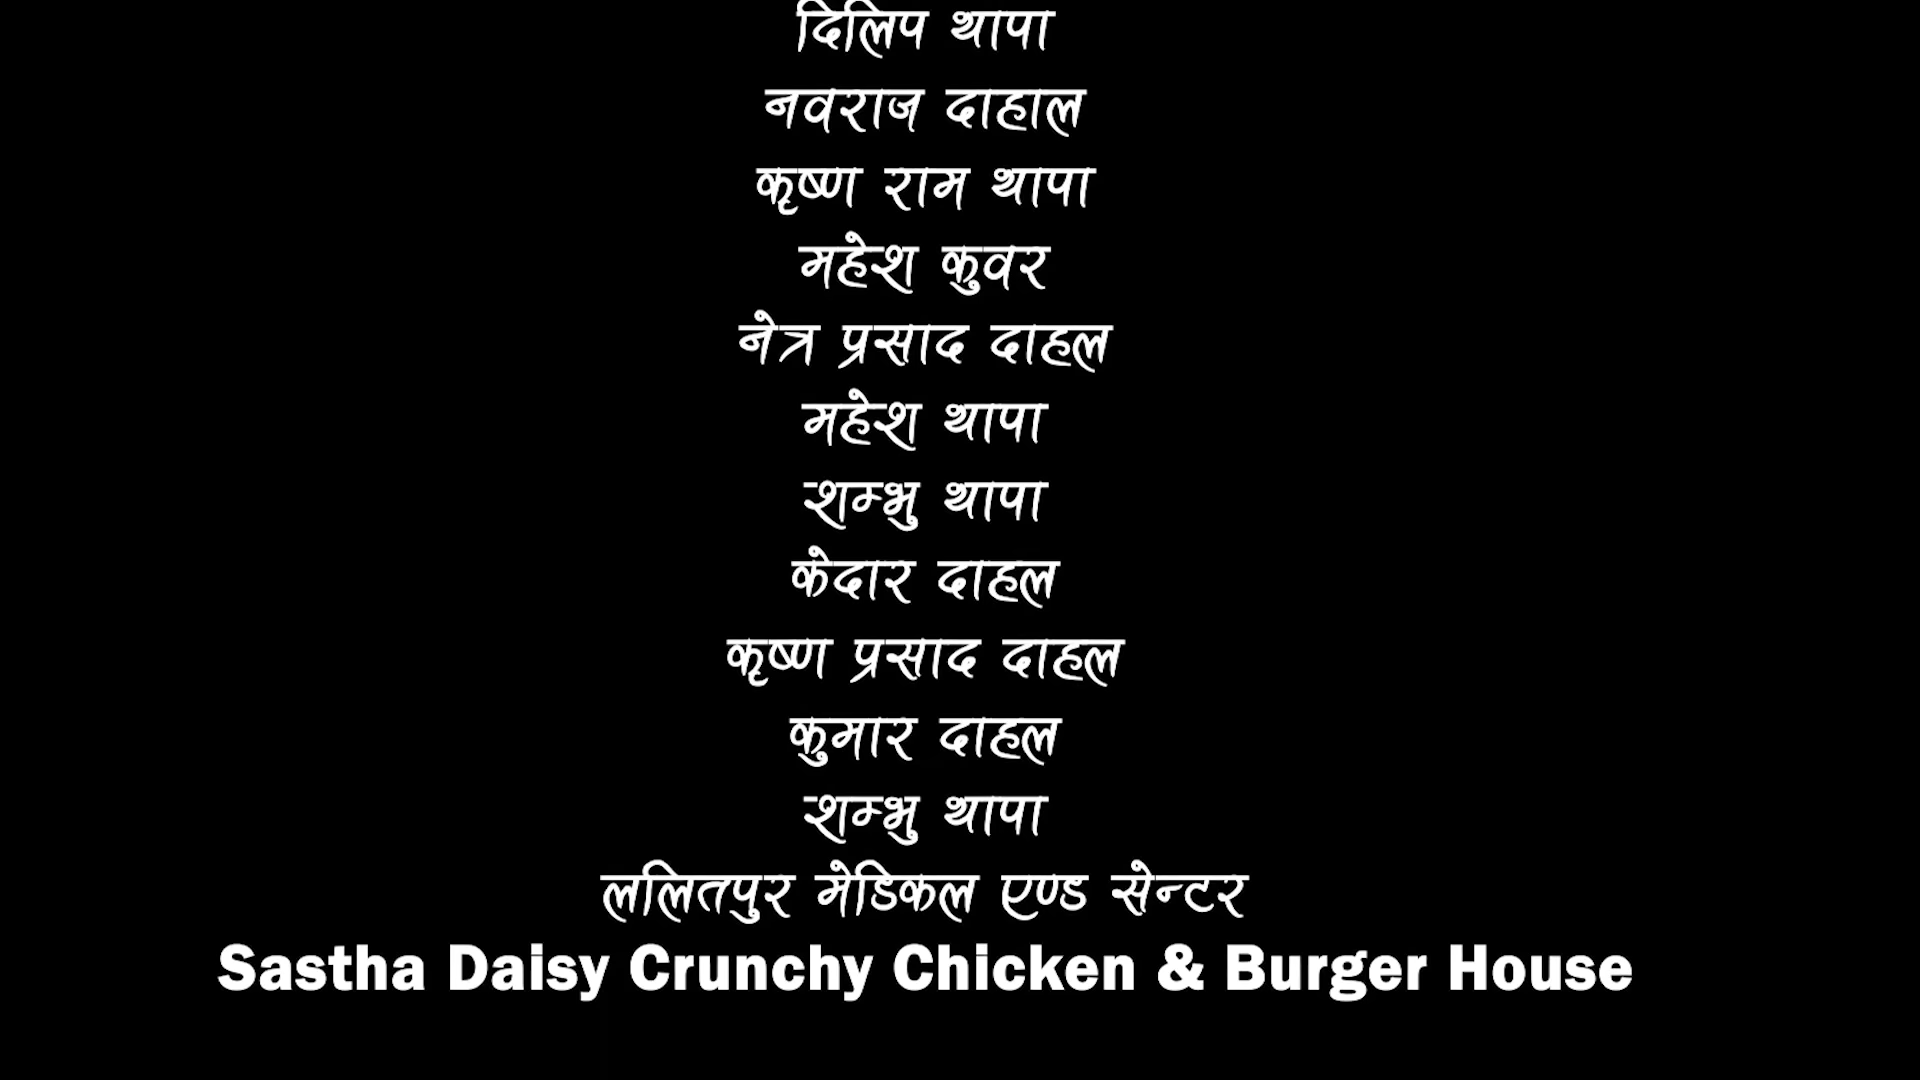 दिलिप थापा
नवराज दाहाल
कृष्ण राम थापा
महेश कुवर
नेत्र प्रसाद दाहल
महेश थापा
शम्भु थापा
केदार दाहल
कृष्ण प्रसाद दाहल
कुमार दाहल
शम्भु थापा
ललितपुर मेडिकल एण्ड सेन्टर
Sastha Daisy Crunchy Chicken & Burger House